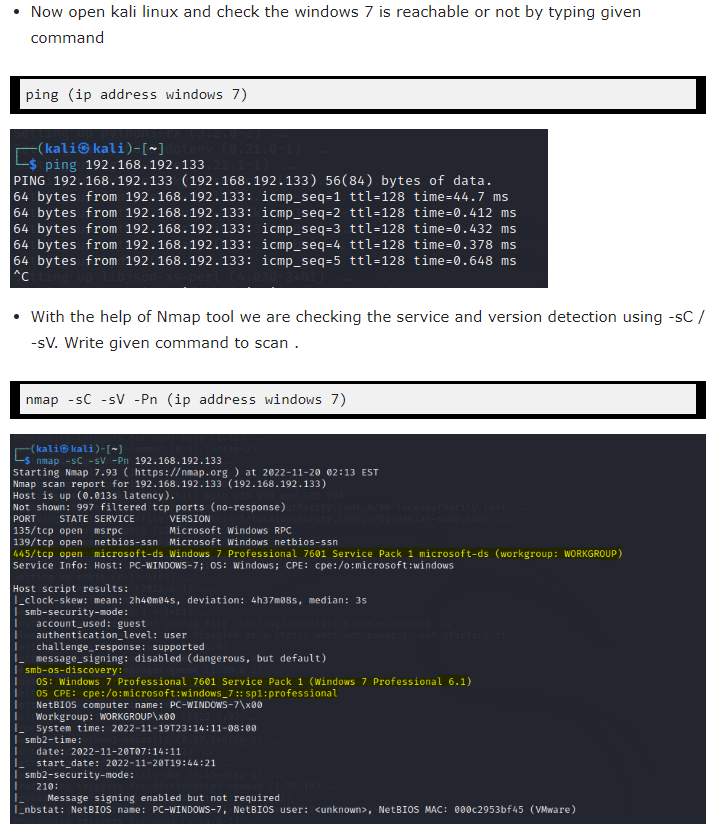 • Now open kali linux and check the windows 7 is reachable or not by typing given
command
ping (ip address windows 7)
┌──(kali㉿kali)-[~]
└─$ ping 192.168.192.133
PING 192.168.192.133 (192.168.192.133) 56(84) bytes of data.
64 bytes from 192.168.192.133: icmp_seq=1 ttl=128 time=44.7 ms
64 bytes from 192.168.192.133: icmp_seq=2 ttl=128 time=0.412 ms
64 bytes from 192.168.192.133: icmp_seq=3 ttl=128 time=0.432 ms
64 bytes from 192.168.192.133: icmp_seq=4 ttl=128 time=0.378 ms
64 bytes from 192.168.192.133: icmp_seq=5 ttl=128 time=0.648 ms
^C
• With the help of Nmap tool we are checking the service and version detection using -sC /
-sV. Write given command to scan .
nmap -sC -sV -Pn (ip address windows 7)
┌──(kali㉿kali)-[~]
└─$ nmap -sC -sV -Pn 192.168.192.133
Starting Nmap 7.93 ( https://nmap.org ) at 2022-11-20 02:13 EST
Nmap scan report for 192.168.192.133 (192.168.192.133)
Host is up (0.013s latency).
Not shown: 997 filtered tcp ports (no-response)
PORT    STATE SERVICE      VERSION
135/tcp open  msrpc        Microsoft Windows RPC
139/tcp open  netbios-ssn  Microsoft Windows netbios-ssn
445/tcp open  microsoft-ds Windows 7 Professional 7601 Service Pack 1 microsoft-ds (workgroup: WORKGROUP)
Service Info: Host: PC-WINDOWS-7; OS: Windows; CPE: cpe:/o:microsoft:windows
Host script results:
|_clock-skew: mean: 2h40m04s, deviation: 4h37m08s, median: 3s
| smb-security-mode:
|   account_used: guest
|   authentication_level: user
|   challenge_response: supported
|_  message_signing: disabled (dangerous, but default)
| smb-os-discovery:
|   OS: Windows 7 Professional 7601 Service Pack 1 (Windows 7 Professional 6.1)
|   OS CPE: cpe:/o:microsoft:windows_7::sp1:professional
|   NetBIOS computer name: PC-WINDOWS-7\x00
|   Workgroup: WORKGROUP\x00
|_  System time: 2022-11-19T23:14:11-08:00
| smb2-time:
|   date: 2022-11-20T07:14:11
|_  start_date: 2022-11-20T19:44:21
| smb2-security-mode:
|   210:
|_    Message signing enabled but not required
|_nbstat: NetBIOS name: PC-WINDOWS-7, NetBIOS user: <unknown>, NetBIOS MAC: 000c2953bf45 (VMware)